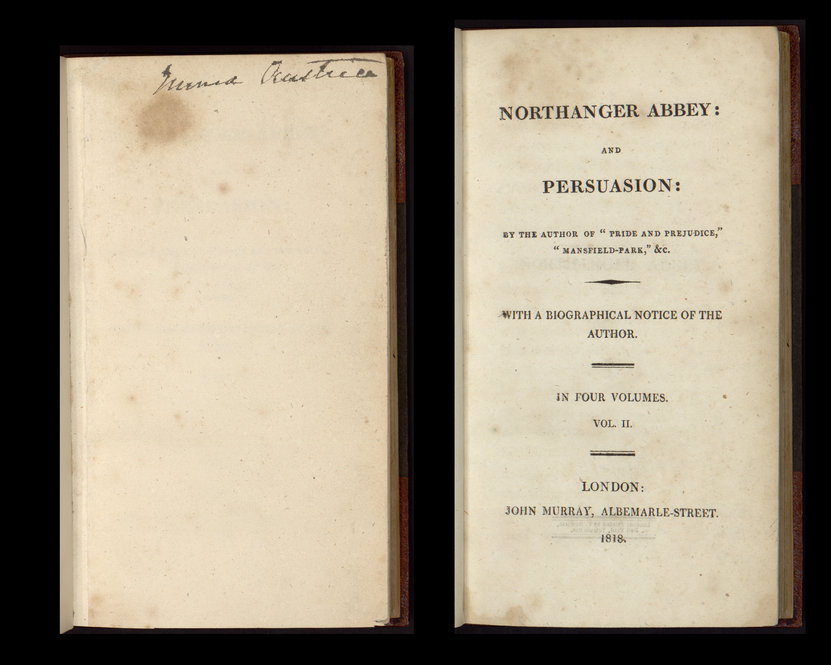 NORTHANGER ABBEY:
AND
PERSUASION:
BY THE AUTHOR OF “ PRIDE AND PREJUDICE,”
“ MANSFIELD-PARK,” &c.
WITH A BIOGRAPHICAL NOTICE OF THE
AUTHOR.
IN FOUR VOLUMES.
VOL. II.
LONDON:
JOHN MURRAY, ALBEMARLE-STREET.
1818.